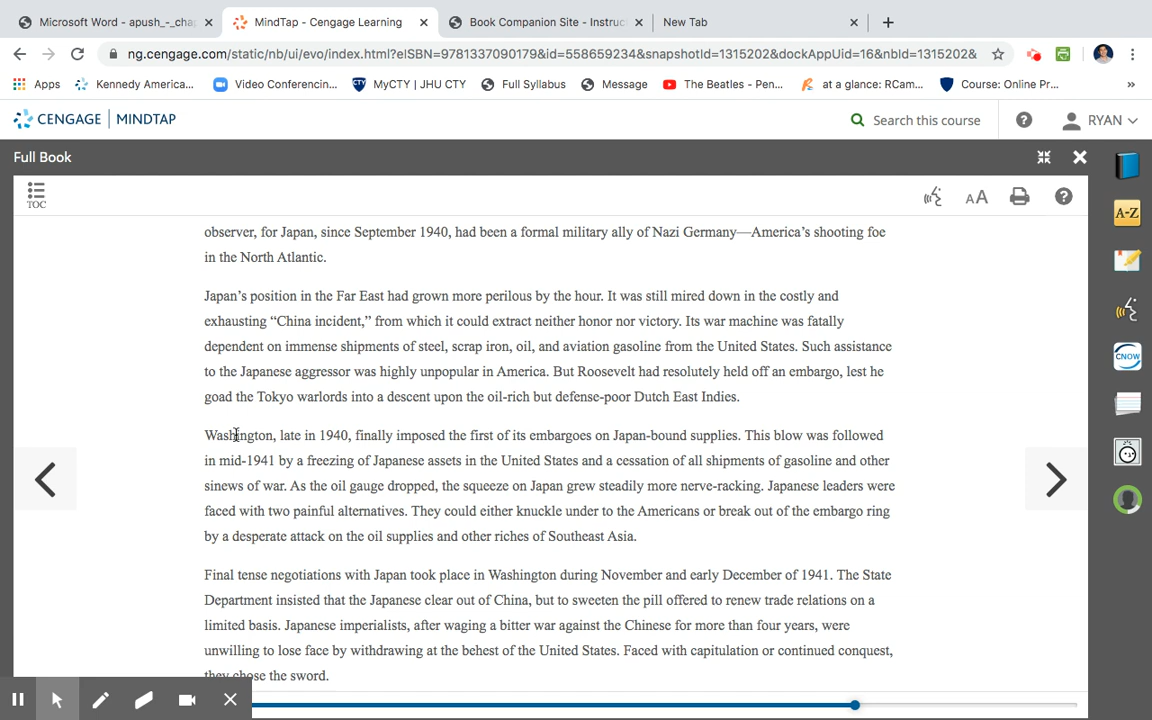 Microsoft Word - apush_-_cha
MindTap - Cengage Learning
Book Companion Site - Instruc
New Tab
ng.cengage.com/static/nb/ui/evo/index.html?eISBN=9781337090179&id=558659234&snapshotId=1315202&dockAppUid=16&nbId=1315202&
Apps
Kennedy America...
Video Conferencin...
MyCTY | JHU CTY
Full Syllabus
Message
The Beatles - Pen...
at a glance: RCam...
Course: Online Pr...
»
CENGAGE | MINDTAP
Search this course
RYAN
Full Book
TOC
AA
A-Z
CNOW
observer, for Japan, since September 1940, had been a formal military ally of Nazi Germany—America’s shooting foe
in the North Atlantic.
Japan’s position in the Far East had grown more perilous by the hour. It was still mired down in the costly and
exhausting “China incident,” from which it could extract neither honor nor victory. Its war machine was fatally
dependent on immense shipments of steel, scrap iron, oil, and aviation gasoline from the United States. Such assistance
to the Japanese aggressor was highly unpopular in America. But Roosevelt had resolutely held off an embargo, lest he
goad the Tokyo warlords into a descent upon the oil-rich but defense-poor Dutch East Indies.
Washington, late in 1940, finally imposed the first of its embargoes on Japan-bound supplies. This blow was followed
in mid-1941 by a freezing of Japanese assets in the United States and a cessation of all shipments of gasoline and other
sinews of war. As the oil gauge dropped, the squeeze on Japan grew steadily more nerve-racking. Japanese leaders were
faced with two painful alternatives. They could either knuckle under to the Americans or break out of the embargo ring
by a desperate attack on the oil supplies and other riches of Southeast Asia.
Final tense negotiations with Japan took place in Washington during November and early December of 1941. The State
Department insisted that the Japanese clear out of China, but to sweeten the pill offered to renew trade relations on a
limited basis. Japanese imperialists, after waging a bitter war against the Chinese for more than four years, were
unwilling to lose face by withdrawing at the behest of the United States. Faced with capitulation or continued conquest,
they chose the sword.